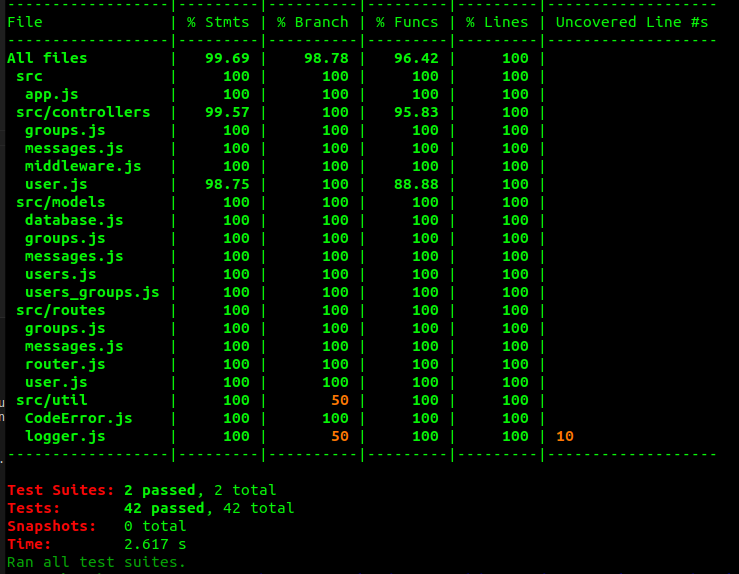 ------------------|---------|----------|---------|---------|-------------------
File              | % Stmts | % Branch | % Funcs | % Lines | Uncovered Line #s
------------------|---------|----------|---------|---------|-------------------
All files         |   99.69 |    98.78 |   96.42 |     100 |
 src              |     100 |      100 |     100 |     100 |
  app.js          |     100 |      100 |     100 |     100 |
 src/controllers  |   99.57 |      100 |   95.83 |     100 |
  groups.js       |     100 |      100 |     100 |     100 |
  messages.js     |     100 |      100 |     100 |     100 |
  middleware.js   |     100 |      100 |     100 |     100 |
  user.js         |   98.75 |      100 |   88.88 |     100 |
 src/models       |     100 |      100 |     100 |     100 |
  database.js     |     100 |      100 |     100 |     100 |
  groups.js       |     100 |      100 |     100 |     100 |
  messages.js     |     100 |      100 |     100 |     100 |
  users.js        |     100 |      100 |     100 |     100 |
  users_groups.js |     100 |      100 |     100 |     100 |
 src/routes       |     100 |      100 |     100 |     100 |
  groups.js       |     100 |      100 |     100 |     100 |
  messages.js     |     100 |      100 |     100 |     100 |
  router.js       |     100 |      100 |     100 |     100 |
  user.js         |     100 |      100 |     100 |     100 |
 src/util         |     100 |       50 |     100 |     100 |
  CodeError.js    |     100 |      100 |     100 |     100 |
  logger.js       |     100 |       50 |     100 |     100 | 10
------------------|---------|----------|---------|---------|-------------------
Test Suites: 2 passed, 2 total
Tests:       42 passed, 42 total
Snapshots:   0 total
Time:        2.617 s
Ran all test suites.